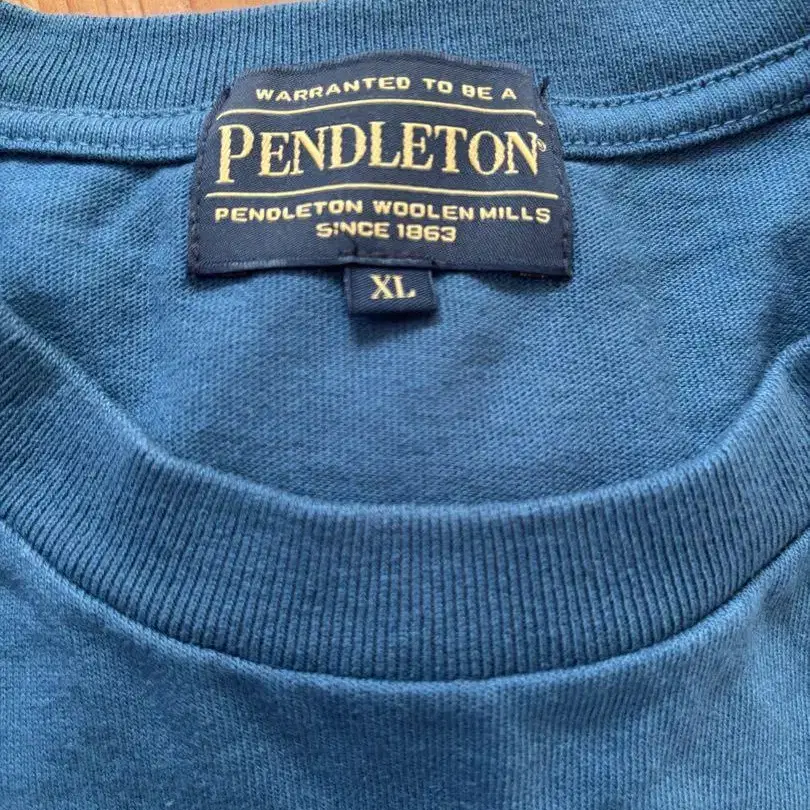 WARRANTED TO BE A
PENDLETON®
PENDLETON WOOLEN MILLS
SINCE 1863
XL